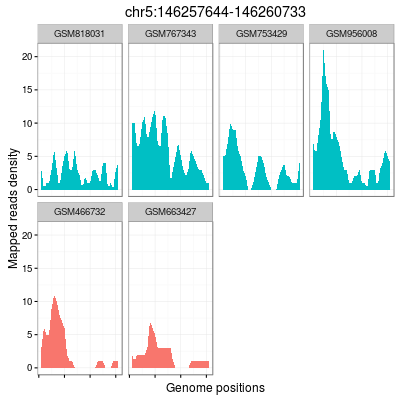 chr5:146257644-146260733
GSM818031 GSM767343 GSM753429 GSM956008
20
15
10
5
0
Mapped reads density
GSM466732 GSM663427
20
15
10
5
0
Genome positions